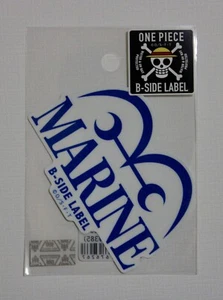 ONE PIECE
B-SIDE LABEL
MARINE
B-SIDE LABEL